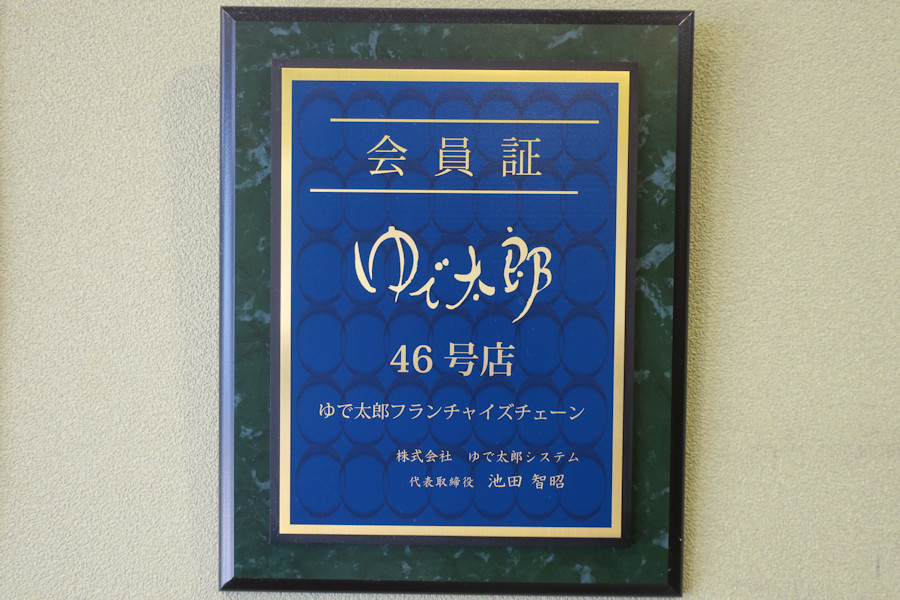 会員証
ゆで太郎
46号店
ゆで太郎フランチャイズチェーン
株式会社 ゆで太郎システム
代表取締役 池田 智昭